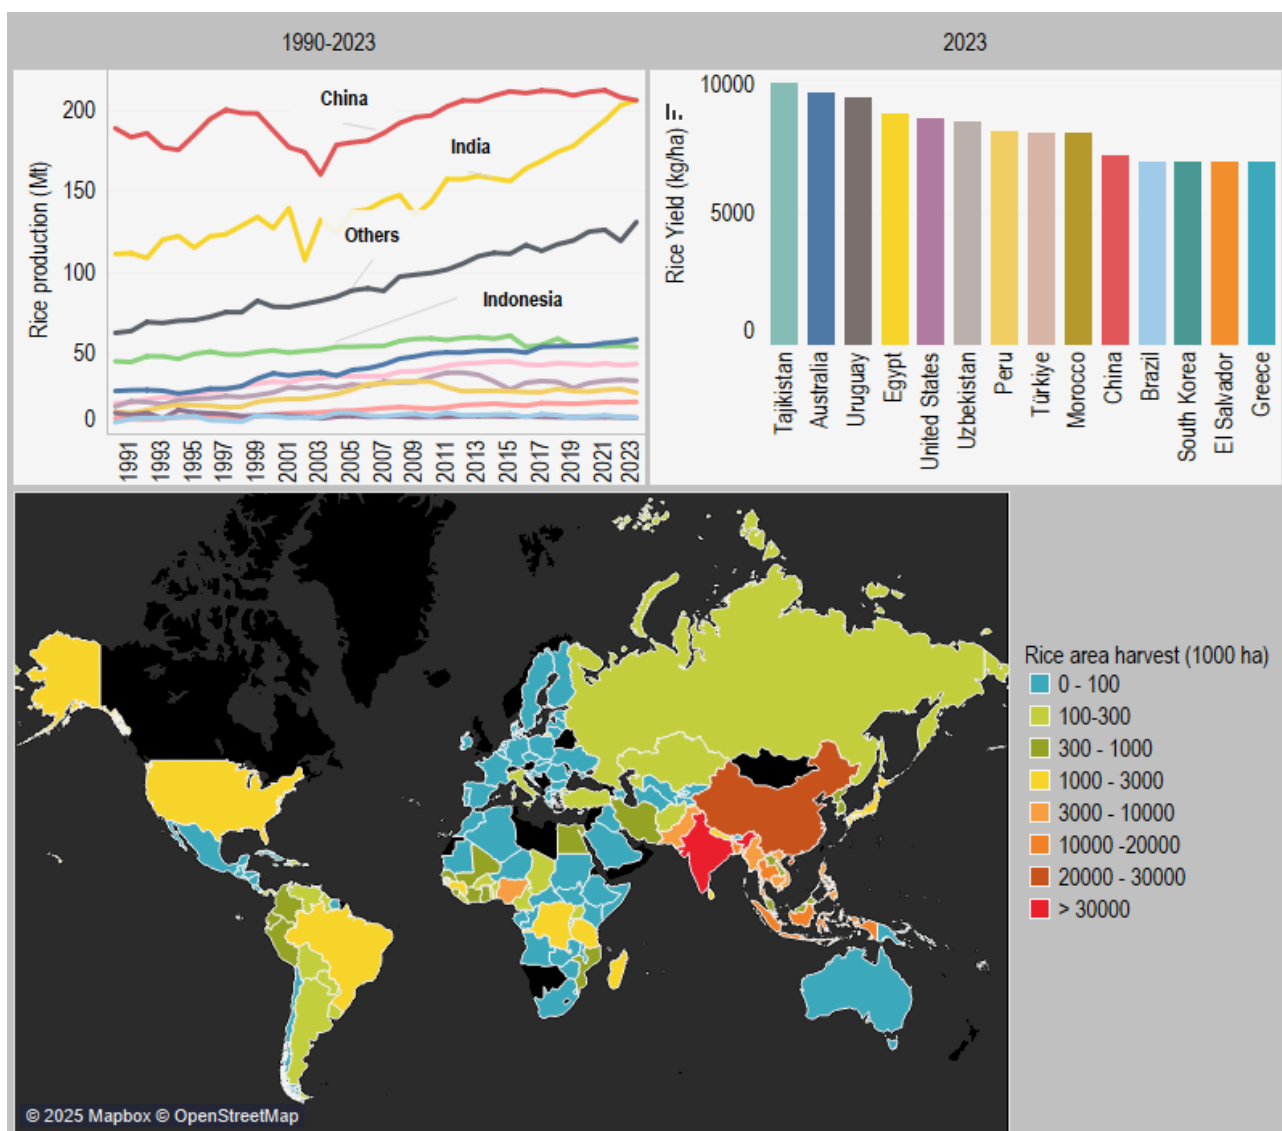 1990-2023
2023
Rice production (Mt)
200
150
100
50
0
China
India
Others
Indonesia
1991
1993
1995
1997
1999
2001
2003
2005
2007
2009
2011
2013
2015
2017
2019
2021
2023
Rice Yield (kg/ha)
10000
5000
0
Tajikistan
Australia
Uruguay
Egypt
United States
Uzbekistan
Peru
Türkiye
Morocco
China
Brazil
South Korea
El Salvador
Greece
Rice area harvest (1000 ha)
0 - 100
100-300
300 - 1000
1000 - 3000
3000 - 10000
10000 -20000
20000 - 30000
> 30000
© 2025 Mapbox © OpenStreetMap